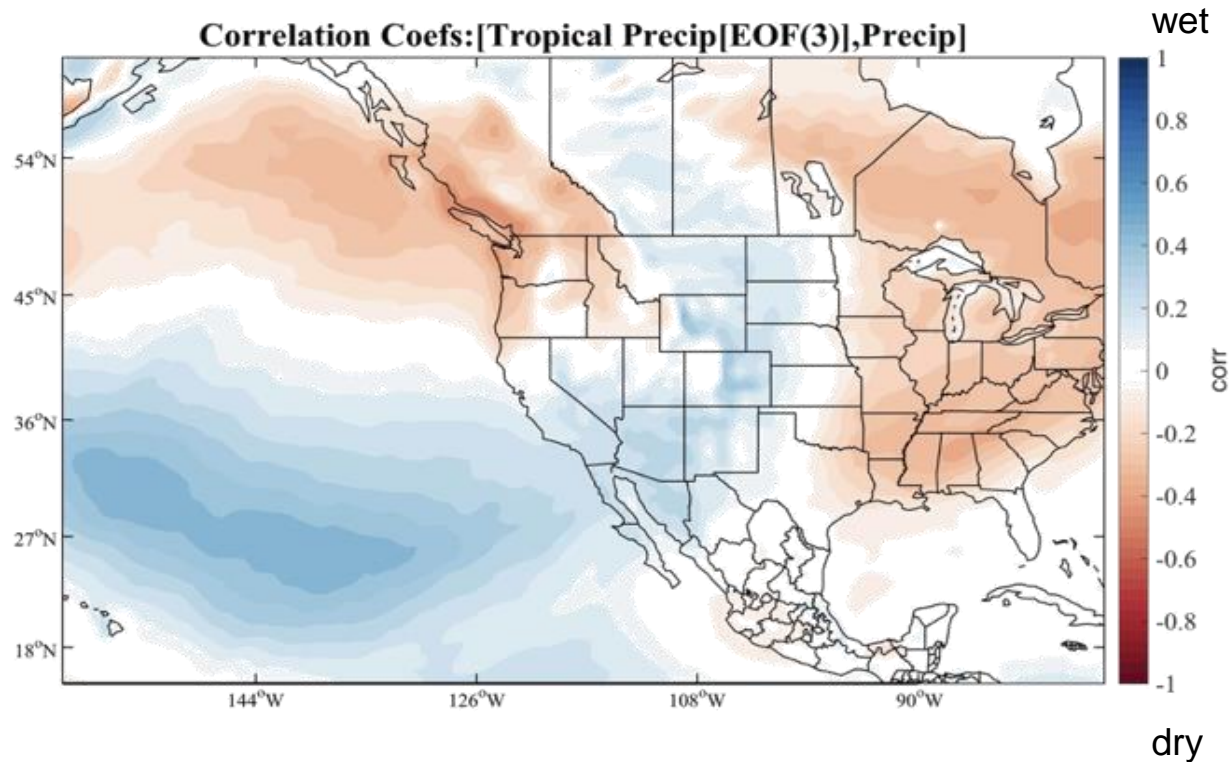 wet
Correlation Coefs:[Tropical Precip[EOF(3)],Precip]
1
0.8
0.6
0.4
0.2
0
-0.2
-0.4
-0.6
-0.8
-1
corr
54°N
45°N
36°N
27°N
18°N
144°W
126°W
108°W
90°W
dry